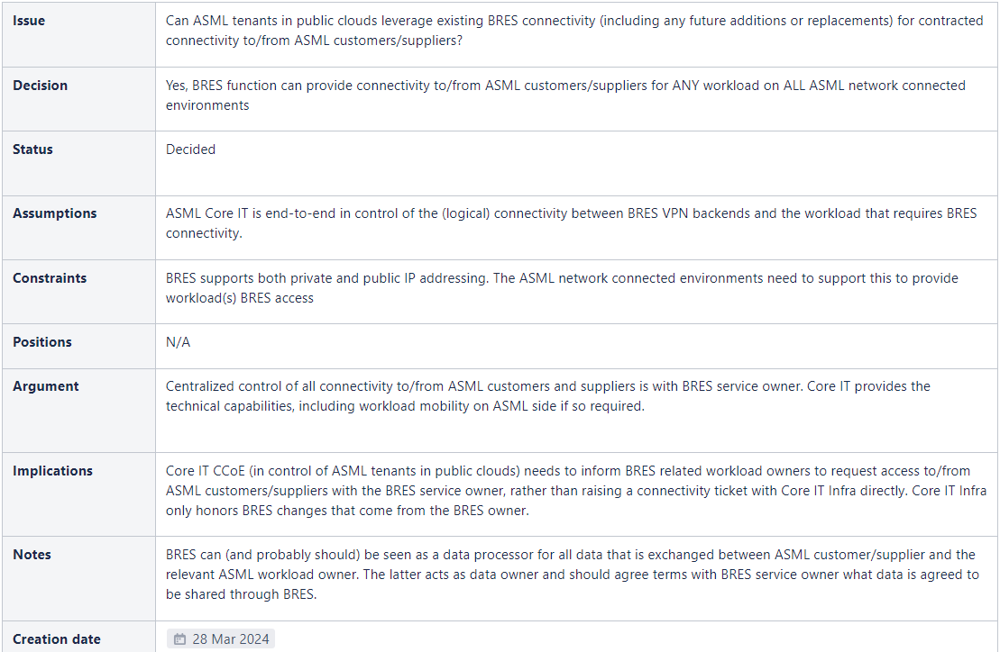 Issue
Can ASML tenants in public clouds leverage existing BRES connectivity (including any future additions or replacements) for contracted
connectivity to/from ASML customers/suppliers?
Decision
Yes, BRES function can provide connectivity to/from ASML customers/suppliers for ANY workload on ALL ASML network connected
environments
Status
Decided
Assumptions
ASML Core IT is end-to-end in control of the (logical) connectivity between BRES VPN backends and the workload that requires BRES
connectivity.
Constraints
BRES supports both private and public IP addressing. The ASML network connected environments need to support this to provide
workload(s) BRES access
Positions
N/A
Argument
Centralized control of all connectivity to/from ASML customers and suppliers is with BRES service owner. Core IT provides the
technical capabilities, including workload mobility on ASML side if so required.
Implications
Core IT CCoE (in control of ASML tenants in public clouds) needs to inform BRES related workload owners to request access to/from
ASML customers/suppliers with the BRES service owner, rather than raising a connectivity ticket with Core IT Infra directly. Core IT Infra
only honors BRES changes that come from the BRES owner.
Notes
BRES can (and probably should) be seen as a data processor for all data that is exchanged between ASML customer/supplier and the
relevant ASML workload owner. The latter acts as data owner and should agree terms with BRES service owner what data is agreed to
be shared through BRES.
Creation date
28 Mar 2024